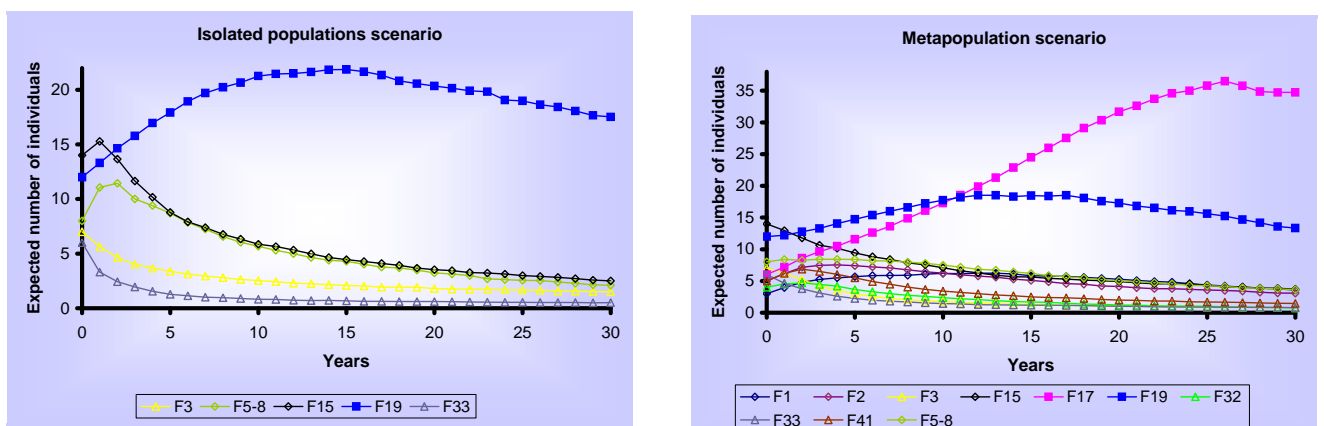 Isolated populations scenario
Expected number of individuals
20
15
10
5
0
0 5 10 15 20 25 30
Years
F3 F5-8 F15 F19 F33
Metapopulation scenario
Expected number of individuals
35
30
25
20
15
10
5
0
0 5 10 15 20 25 30
Years
F1 F2 F3 F15 F17 F19 F32
F33 F41 F5-8